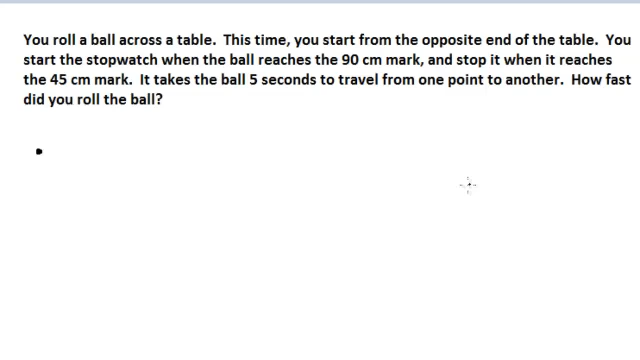 You roll a ball across a table.  This time, you start from the opposite end of the table.  You
start the stopwatch when the ball reaches the 90 cm mark, and stop it when it reaches
the 45 cm mark.  It takes the ball 5 seconds to travel from one point to another.  How fast
did you roll the ball?